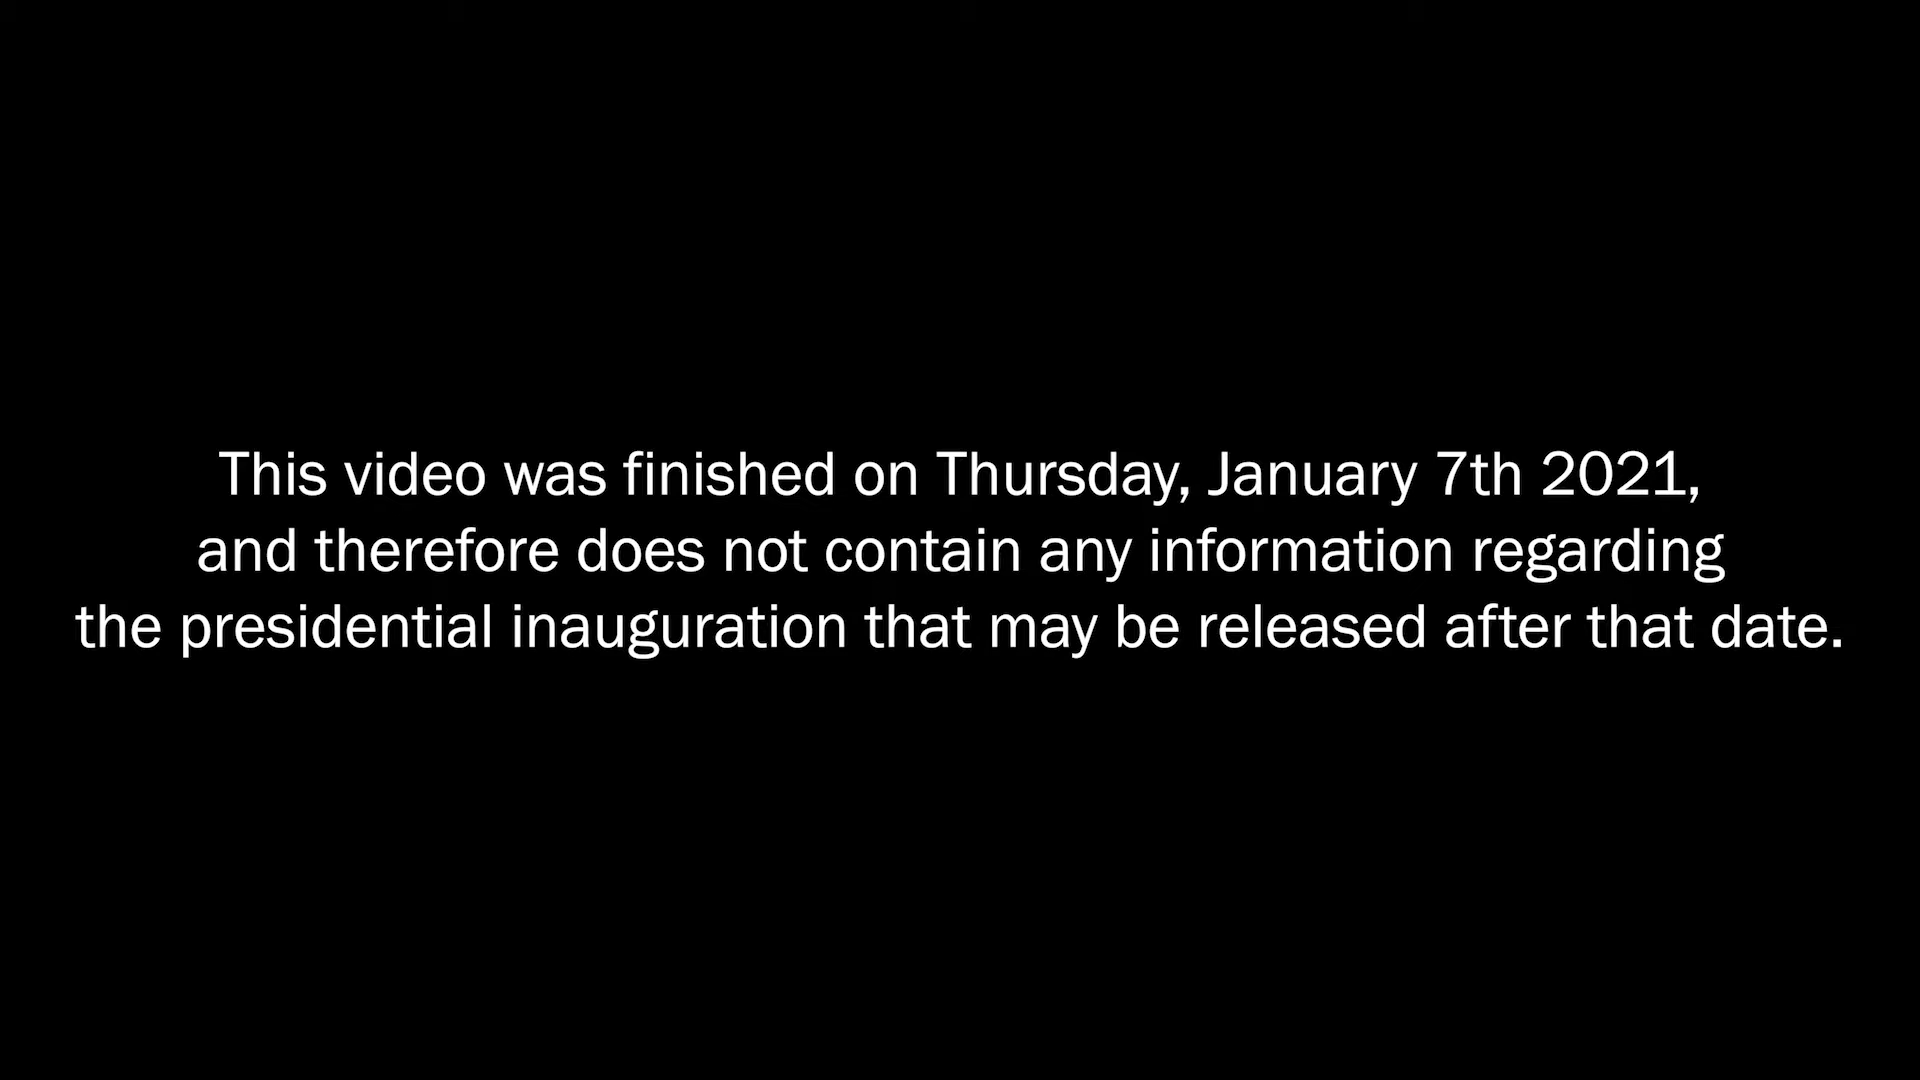 This video was finished on Thursday, January 7th 2021,
and therefore does not contain any information regarding
the presidential inauguration that may be released after that date.